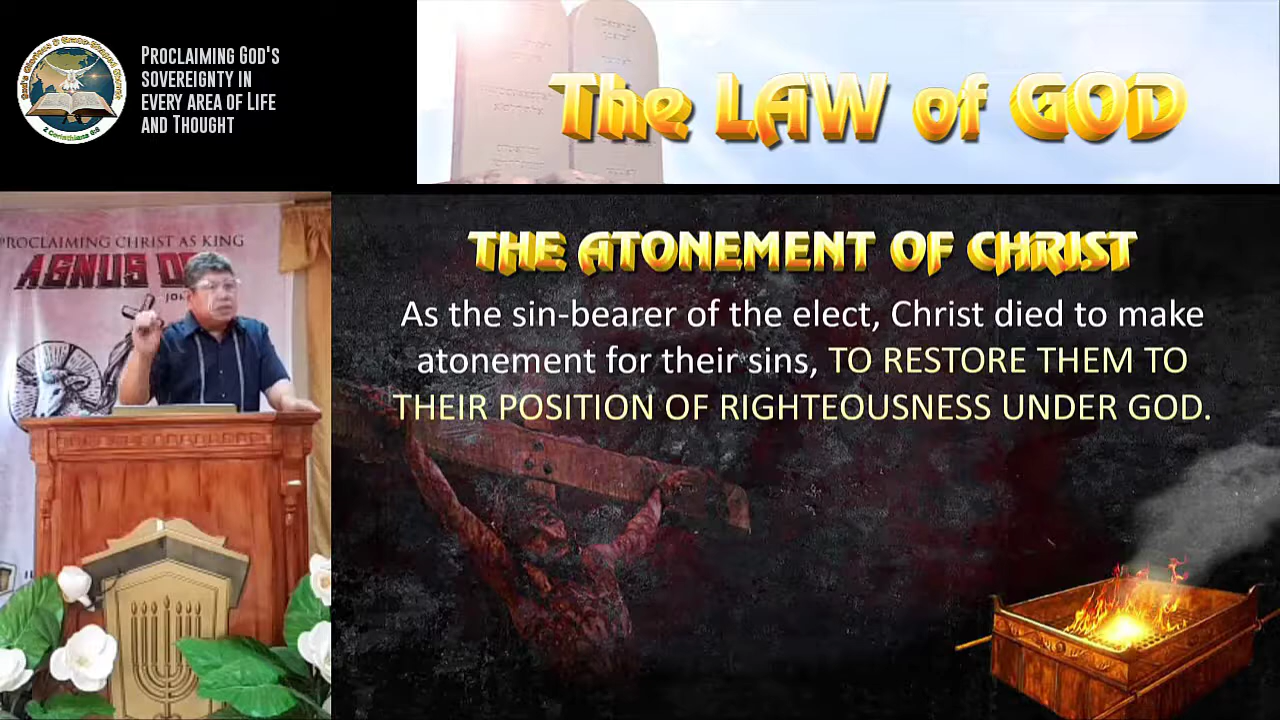 PROCLAIMING GOD'S
SOVEREIGNTY IN
EVERY AREA OF LIFE
AND THOUGHT
2 Corinthians
The LAW of GOD
PROCLAIMING CHRIST AS KING
AGNUS
THE ATONEMENT OF CHRIST
As the sin-bearer of the elect, Christ died to make
atonement for their sins, TO RESTORE THEM TO
THEIR POSITION OF RIGHTEOUSNESS UNDER GOD.